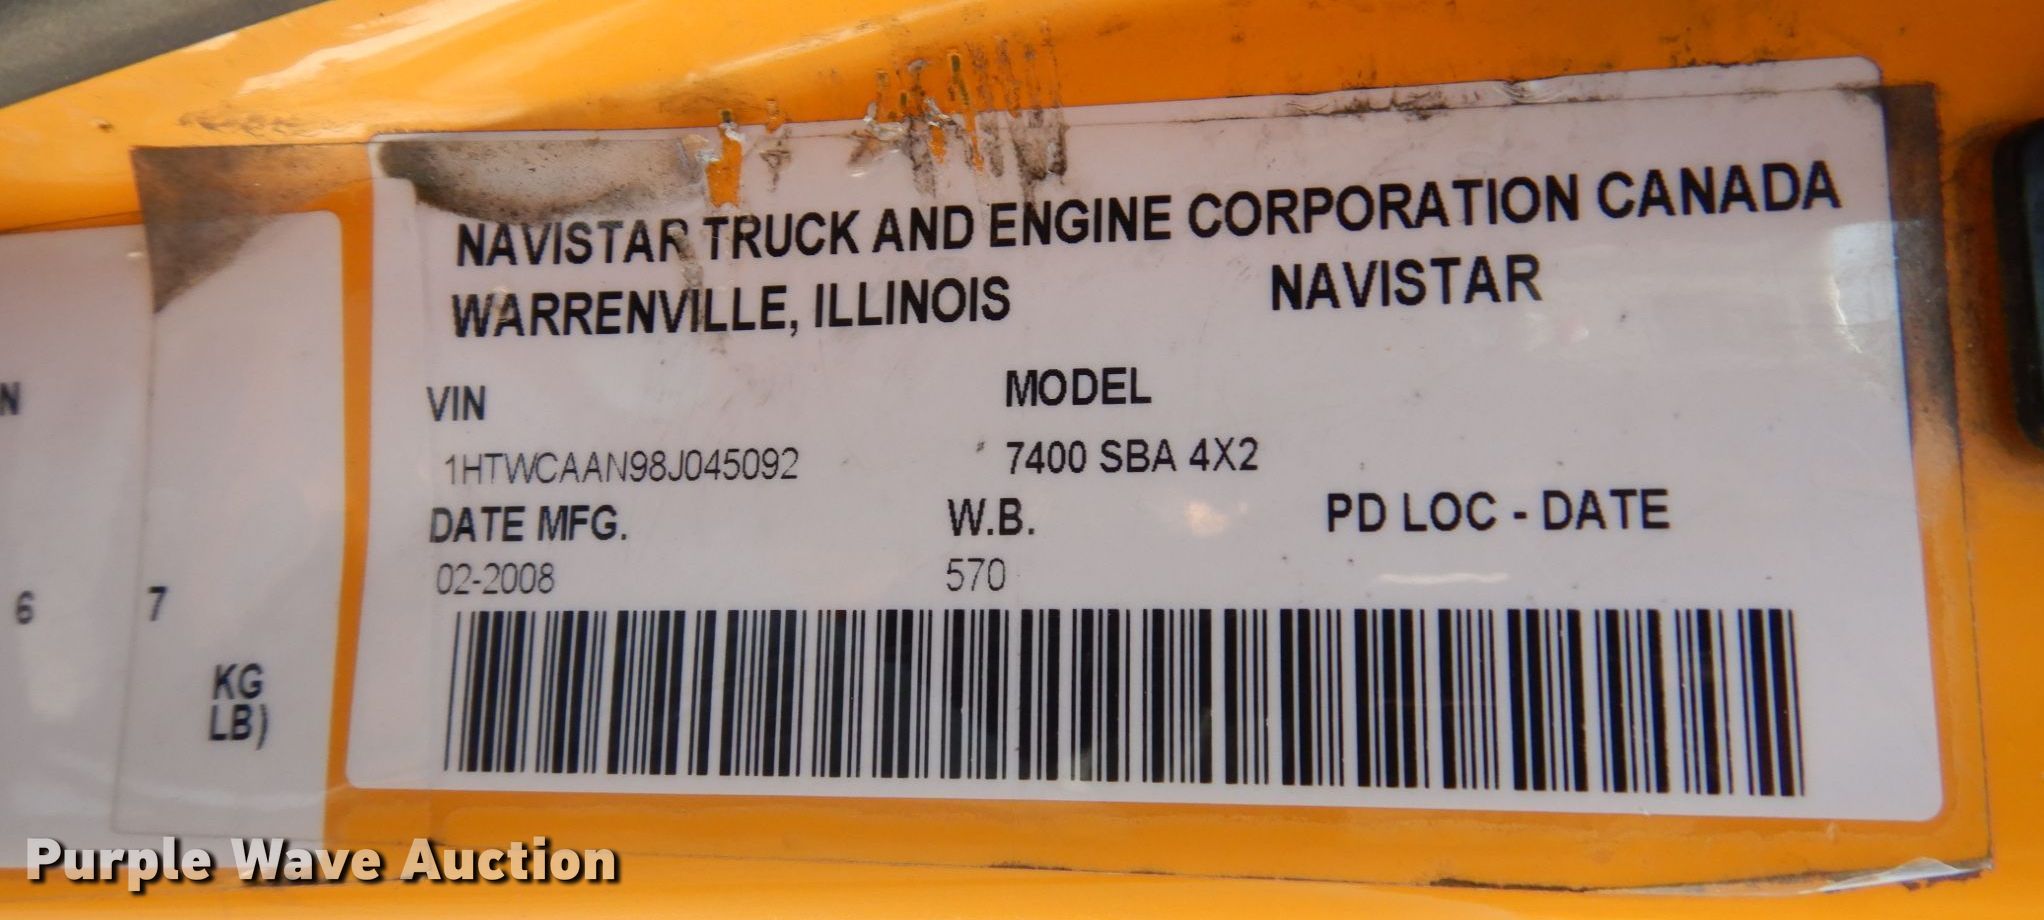 NAVISTAR TRUCK AND ENGINE CORPORATION CANADA
WARRENVILLE, ILLINOIS NAVISTAR
VIN MODEL
1HTWCAAN98J045092 7400 SBA 4X2
DATE MFG. W.B. PD LOC - DATE
02-2008 570
N
6 7
KG
LB)
Purple Wave Auction